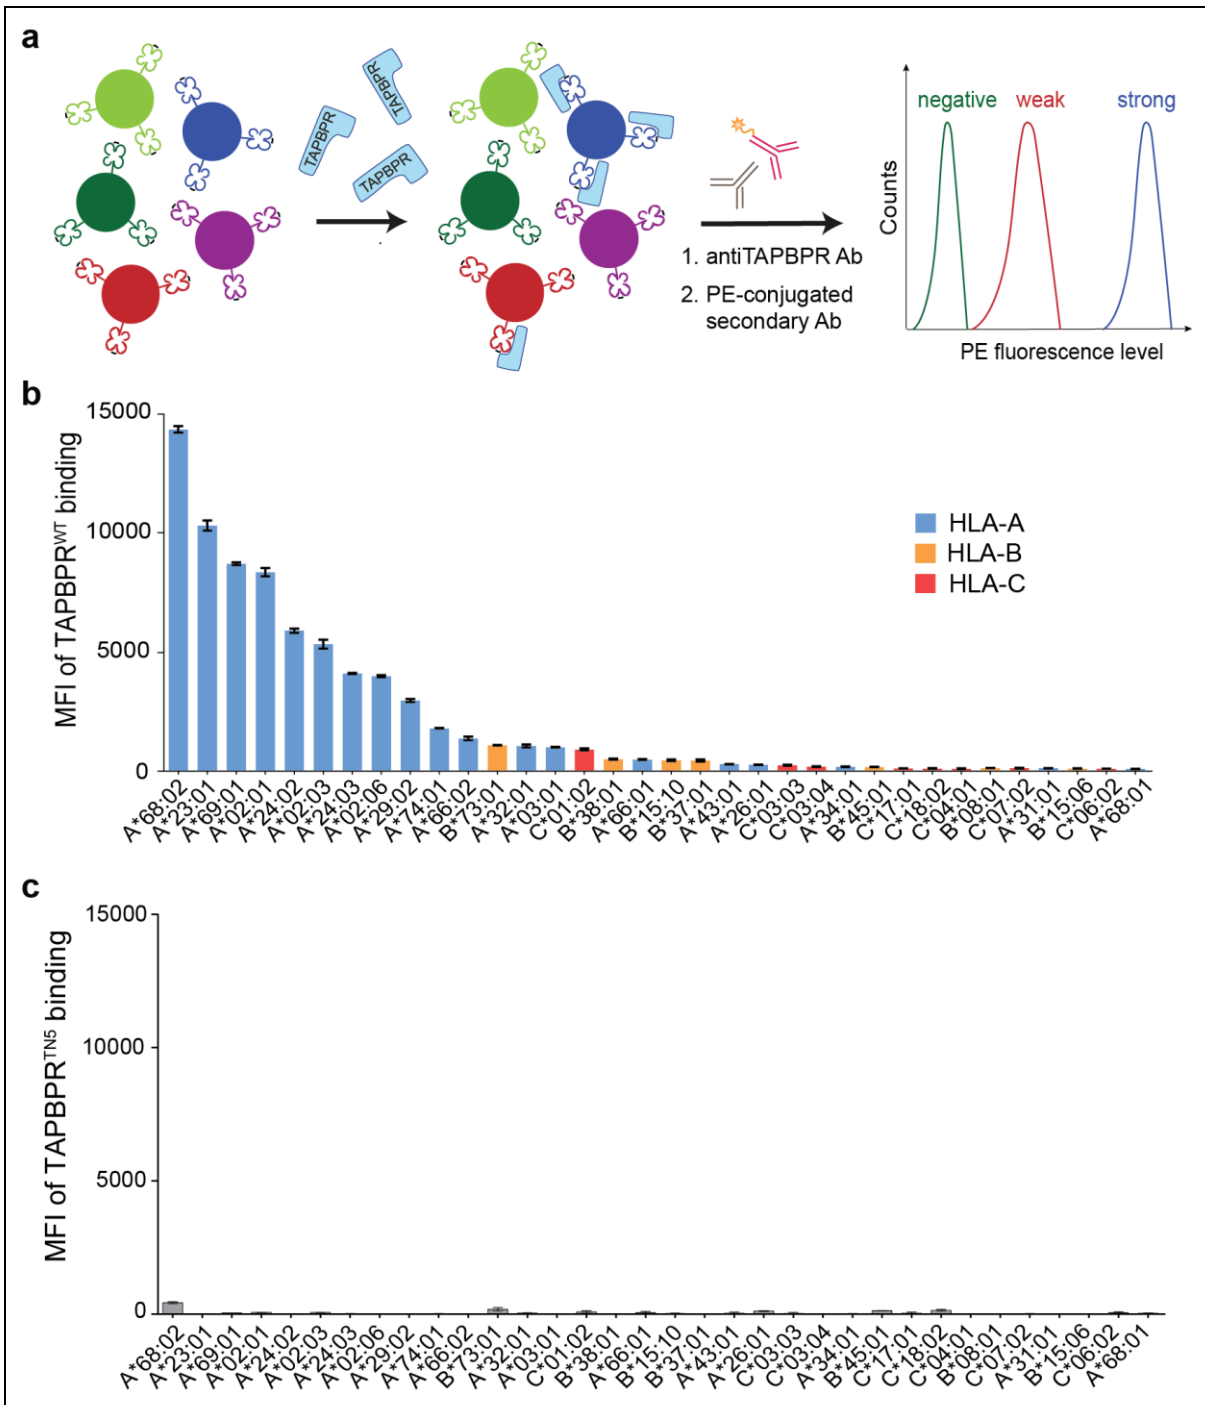 a
TAPBPR
TAPBPR
TAPBPR
1. antiTAPBPR Ab
2. PE-conjugated
secondary Ab
Counts
negative weak strong
PE fluorescence level
b
MFI of TAPBPRWT binding
15000
10000
5000
0
HLA-A
HLA-B
HLA-C
A*68:02 A*23:01 A*69:01 A*02:01 A*24:02 A*02:03 A*24:03 A*02:06 A*29:02 A*74:01 A*66:02 B*73:01 A*32:01 A*03:01 C*01:02 B*38:01 A*66:01 B*15:10 B*37:01 A*43:01 A*26:01 C*03:03 C*03:04 A*34:01 B*45:01 C*17:01 C*18:02 C*04:01 B*08:01 C*07:02 A*31:01 B*15:06 C*06:02 A*68:01
c
MFI of TAPBPRTN5 binding
15000
10000
5000
0
A*68:02 A*23:01 A*69:01 A*02:01 A*24:02 A*02:03 A*24:03 A*02:06 A*29:02 A*74:01 A*66:02 B*73:01 A*32:01 A*03:01 C*01:02 B*38:01 A*66:01 B*15:10 B*37:01 A*43:01 A*26:01 C*03:03 C*03:04 A*34:01 B*45:01 C*17:01 C*18:02 C*04:01 B*08:01 C*07:02 A*31:01 B*15:06 C*06:02 A*68:01